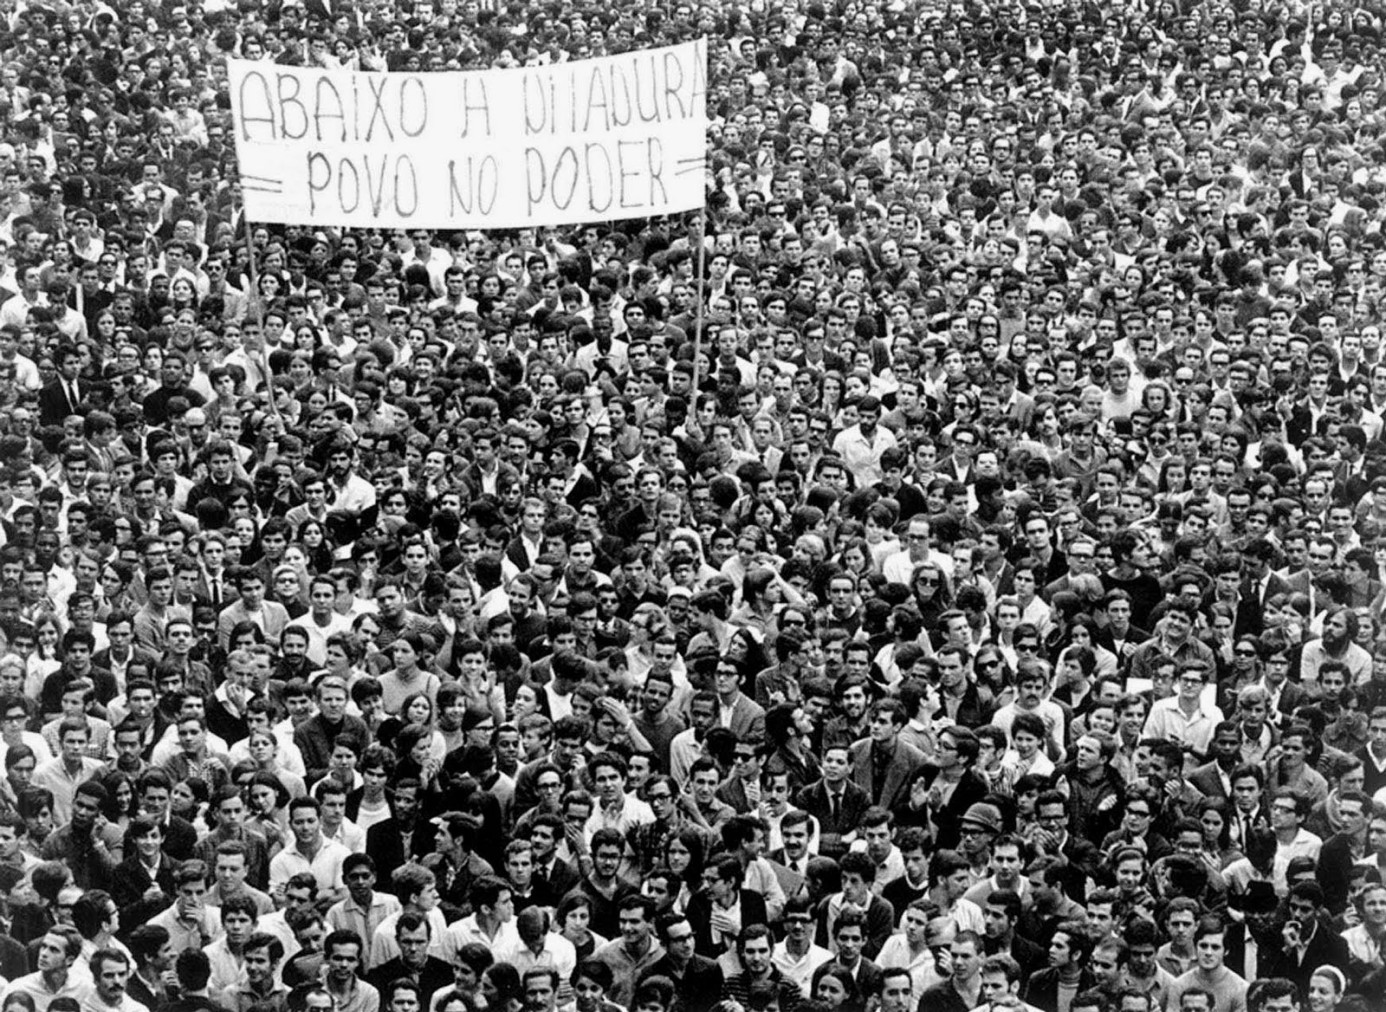 ABAIXO A DITADURA
= POVO NO PODER =